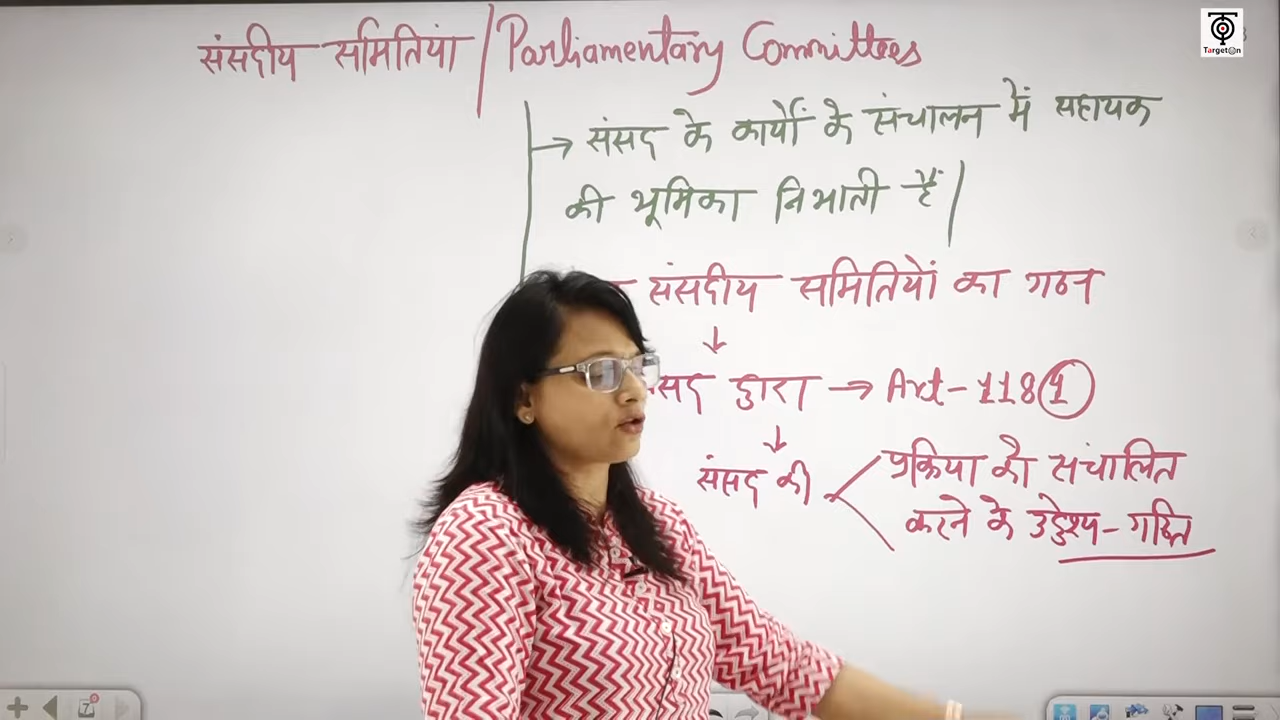 संसदीय समितियां / Parliamentary Committees
→ संसद के कार्यों के संचालन में सहायक
की भूमिका निभाती हैं |
संसदीय समितियों का गठन
↓
द्वारा → Art - 118(1)
↓
संसद की
प्रक्रिया को संचालित
करने के उद्देश्य - गठित
TargetOn
7